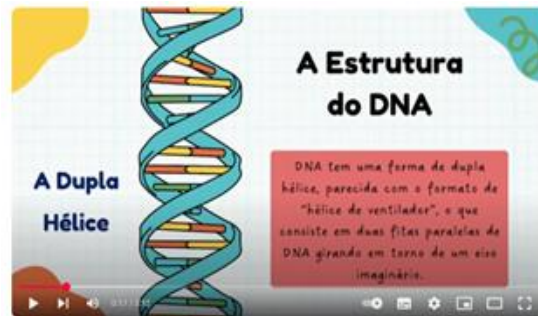 A Estrutura
do DNA
A Dupla
Hélice
DNA tem uma forma de dupla
hélice, parecida com o formato de
"hélice de ventilador", o que
consiste em duas fitas paralelas de
DNA girando em torno de um eixo
imaginário.